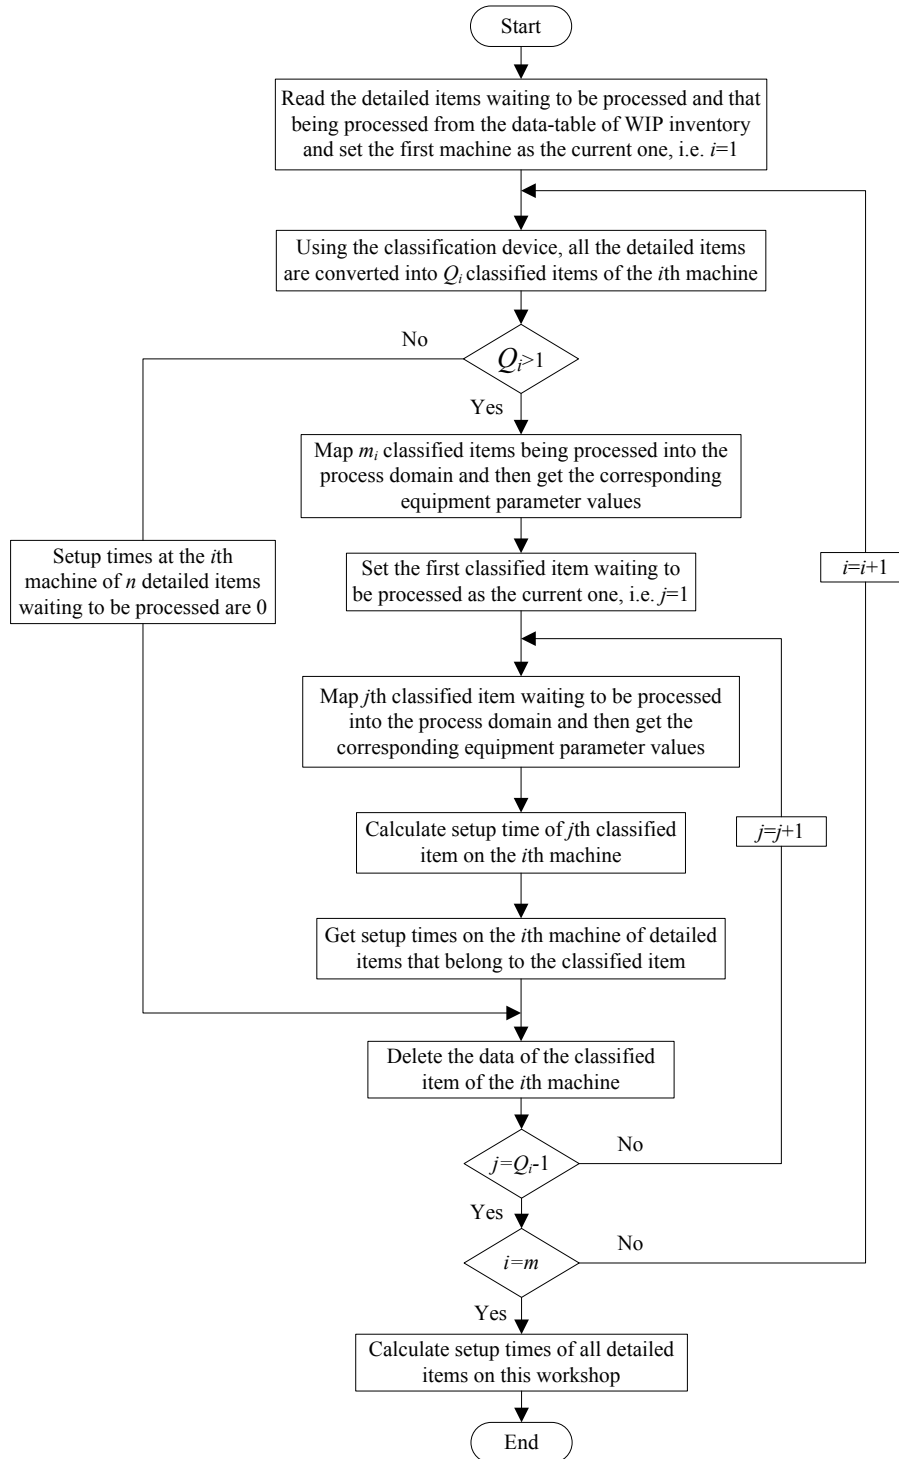 Start
Read the detailed items waiting to be processed and that
being processed from the data-table of WIP inventory
and set the first machine as the current one, i.e. i=1
Using the classification device, all the detailed items
are converted into Qi classified items of the ith machine
No
Qi>1
Yes
Map mi classified items being processed into the
process domain and then get the corresponding
equipment parameter values
Setup times at the ith
machine of n detailed items
waiting to be processed are 0
Set the first classified item waiting to
be processed as the current one, i.e. j=1
i=i+1
Map jth classified item waiting to be processed
into the process domain and then get the
corresponding equipment parameter values
Calculate setup time of jth classified
item on the ith machine
j=j+1
Get setup times on the ith machine of detailed
items that belong to the classified item
Delete the data of the classified
item of the ith machine
j=Qi-1
No
Yes
i=m
No
Yes
Calculate setup times of all detailed
items on this workshop
End